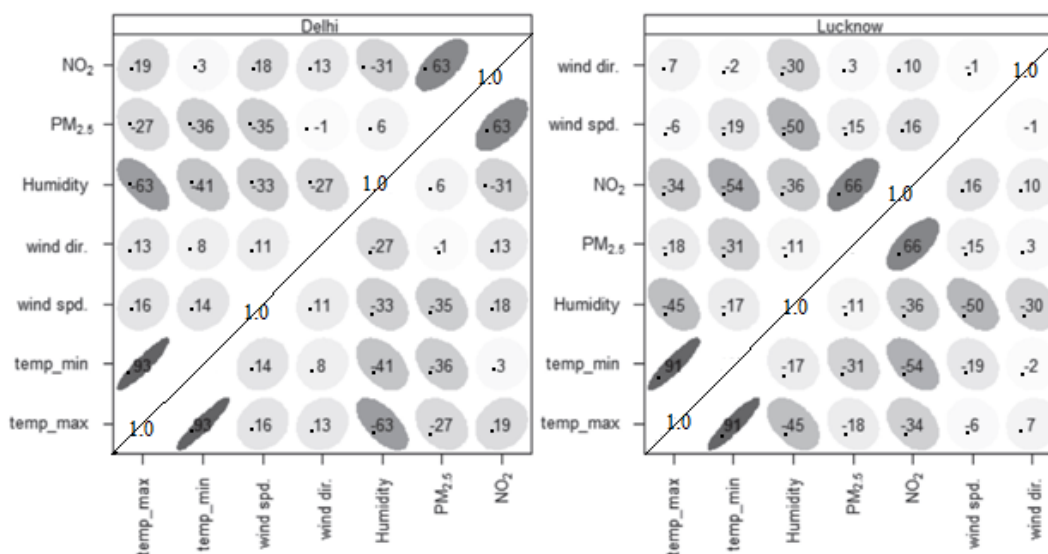 Delhi
NO₂ .19 .3 .18 .13 -.31 .63 1.0
PM₂.₅ -.27 -.36 -.35 -.1 .6 .63
Humidity -.63 -.41 -.33 -.27 1.0 .6 -.31
wind dir. .13 .8 .11 -.27 -.1 .13
wind spd. .16 .14 1.0 .11 -.33 -.35 .18
temp_min .93 .14 .8 -.41 -.36 .3
temp_max 1.0 .93 .16 .13 -.63 -.27 .19
temp_max temp_min wind spd. wind dir. Humidity PM₂.₅ NO₂
Lucknow
wind dir. .7 -.2 -.30 .3 .10 -.1 1.0
wind spd. -.6 -.19 -.50 -.15 .16 -.1
NO₂ -.34 -.54 -.36 .66 1.0 .16 .10
PM₂.₅ -.18 -.31 -.11 .66 -.15 .3
Humidity -.45 -.17 1.0 -.11 -.36 -.50 -.30
temp_min .91 -.17 -.31 -.54 -.19 -.2
temp_max 1.0 .91 -.45 -.18 -.34 -.6 .7
temp_max temp_min Humidity PM₂.₅ NO₂ wind spd. wind dir.